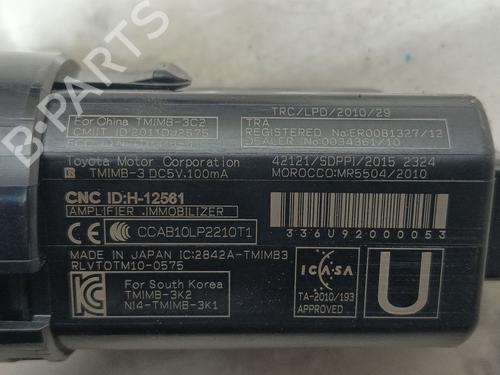 B-PARTS
For China TMIMB-3C2
CMIIT ID:2011DJ2575
Toyota Motor Corporation
TMIMB-3 DC5V,100mA
CNC ID:H-12561
AMPLIFIER ,IMMOBILIZER
CCC
CCAB10LP2210T1
MADE IN JAPAN IC:2842A-TMIMB3
RLVTOTM10-0575
For South Korea
TMIMB-3K2
N14-TMIMB-3K1
TRC/LPD/2010/29
TRA
REGISTERED No:ER0081327/12
DEALER No:0034361/10
42121/SDPPI/2015 2324
MOROCCO:MR5504/2010
336U92000053
ICASA
TA-2010/193
APPROVED
U